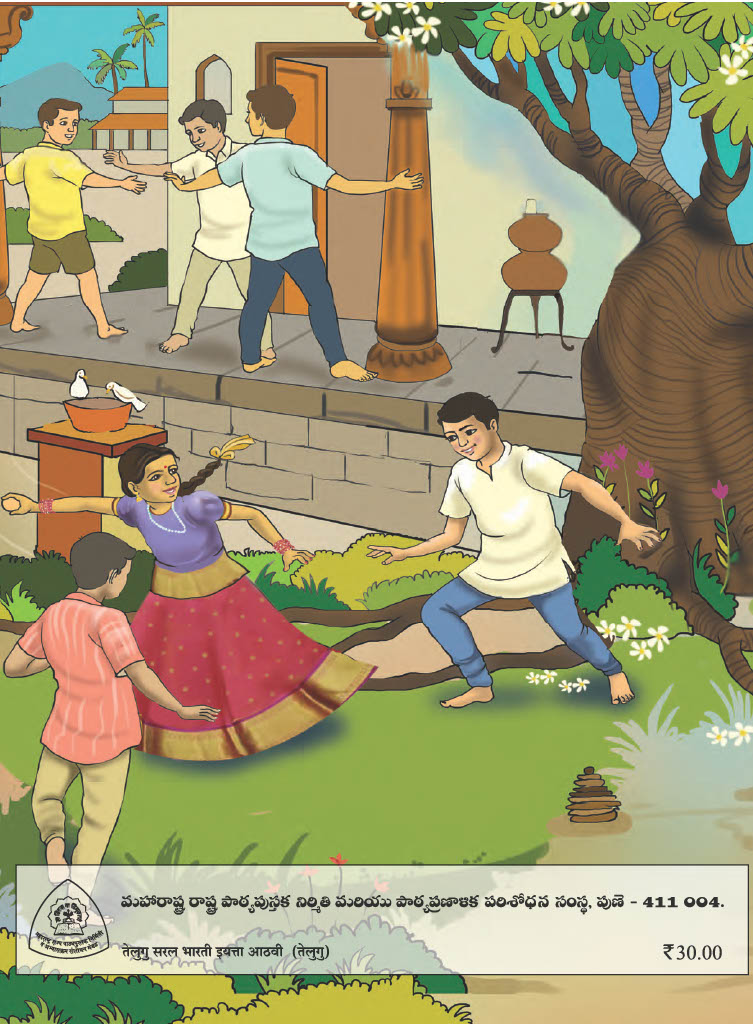 మహారాష్ట్ర రాష్ట్ర పాఠ్యపుస్తక నిర్మితి మరియు పాఠ్యప్రణాళిక పరిశోధన సంస్థ, పుణె - 411 004.
तेलुगु सरल भारती इयत्ता आठवी (तेलुगु)
₹30.00